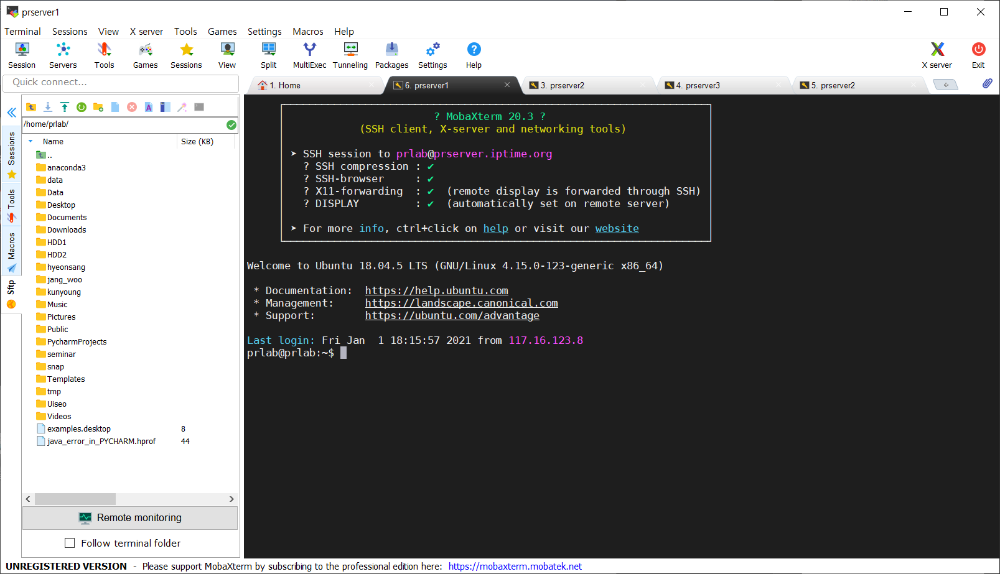 prserver1
Terminal Sessions View X server Tools Games Settings Macros Help
Session Servers Tools Games Sessions View Split MultiExec Tunneling Packages Settings Help X server Exit
Quick connect...
1. Home 6. prserver1 3. prserver2 4. prserver3 5. prserver2
/home/prlab/
Name Size (KB)
..
anaconda3
data
Data
Desktop
Documents
Downloads
HDD1
HDD2
hyeonsang
jang_woo
kunyoung
Music
Pictures
Public
PycharmProjects
seminar
snap
Templates
tmp
Uiseo
Videos
examples.desktop 8
java_error_in_PYCHARM.hprof 44
Remote monitoring
Follow terminal folder
Sessions
Tools
Macros
Sftp
? MobaXterm 20.3 ?
(SSH client, X-server and networking tools)
➤ SSH session to prlab@prserver.iptime.org
? SSH compression : ✔
? SSH-browser     : ✔
? X11-forwarding  : ✔  (remote display is forwarded through SSH)
? DISPLAY         : ✔  (automatically set on remote server)
➤ For more info, ctrl+click on help or visit our website
Welcome to Ubuntu 18.04.5 LTS (GNU/Linux 4.15.0-123-generic x86_64)
* Documentation:  https://help.ubuntu.com
* Management:     https://landscape.canonical.com
* Support:        https://ubuntu.com/advantage
Last login: Fri Jan  1 18:15:57 2021 from 117.16.123.8
prlab@prlab:~$
UNREGISTERED VERSION - Please support MobaXterm by subscribing to the professional edition here: https://mobaxterm.mobatek.net